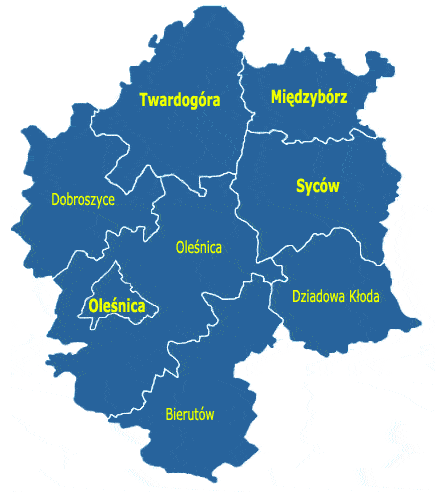 Twardogóra
Międzybórz
Syców
Dobroszyce
Oleśnica
Dziadowa Kłoda
Oleśnica
Bierutów